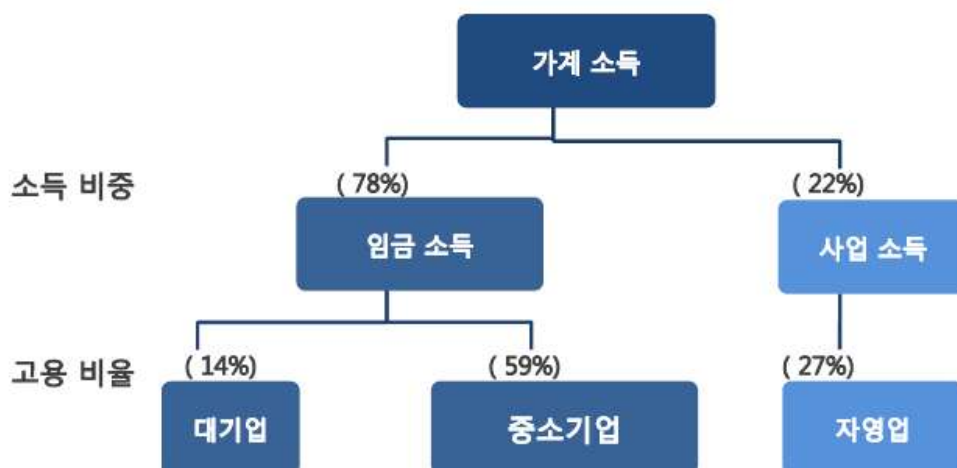 가계 소득
소득 비중
( 78%)
( 22%)
임금 소득
사업 소득
고용 비율
( 14%)
( 59%)
( 27%)
대기업
중소기업
자영업